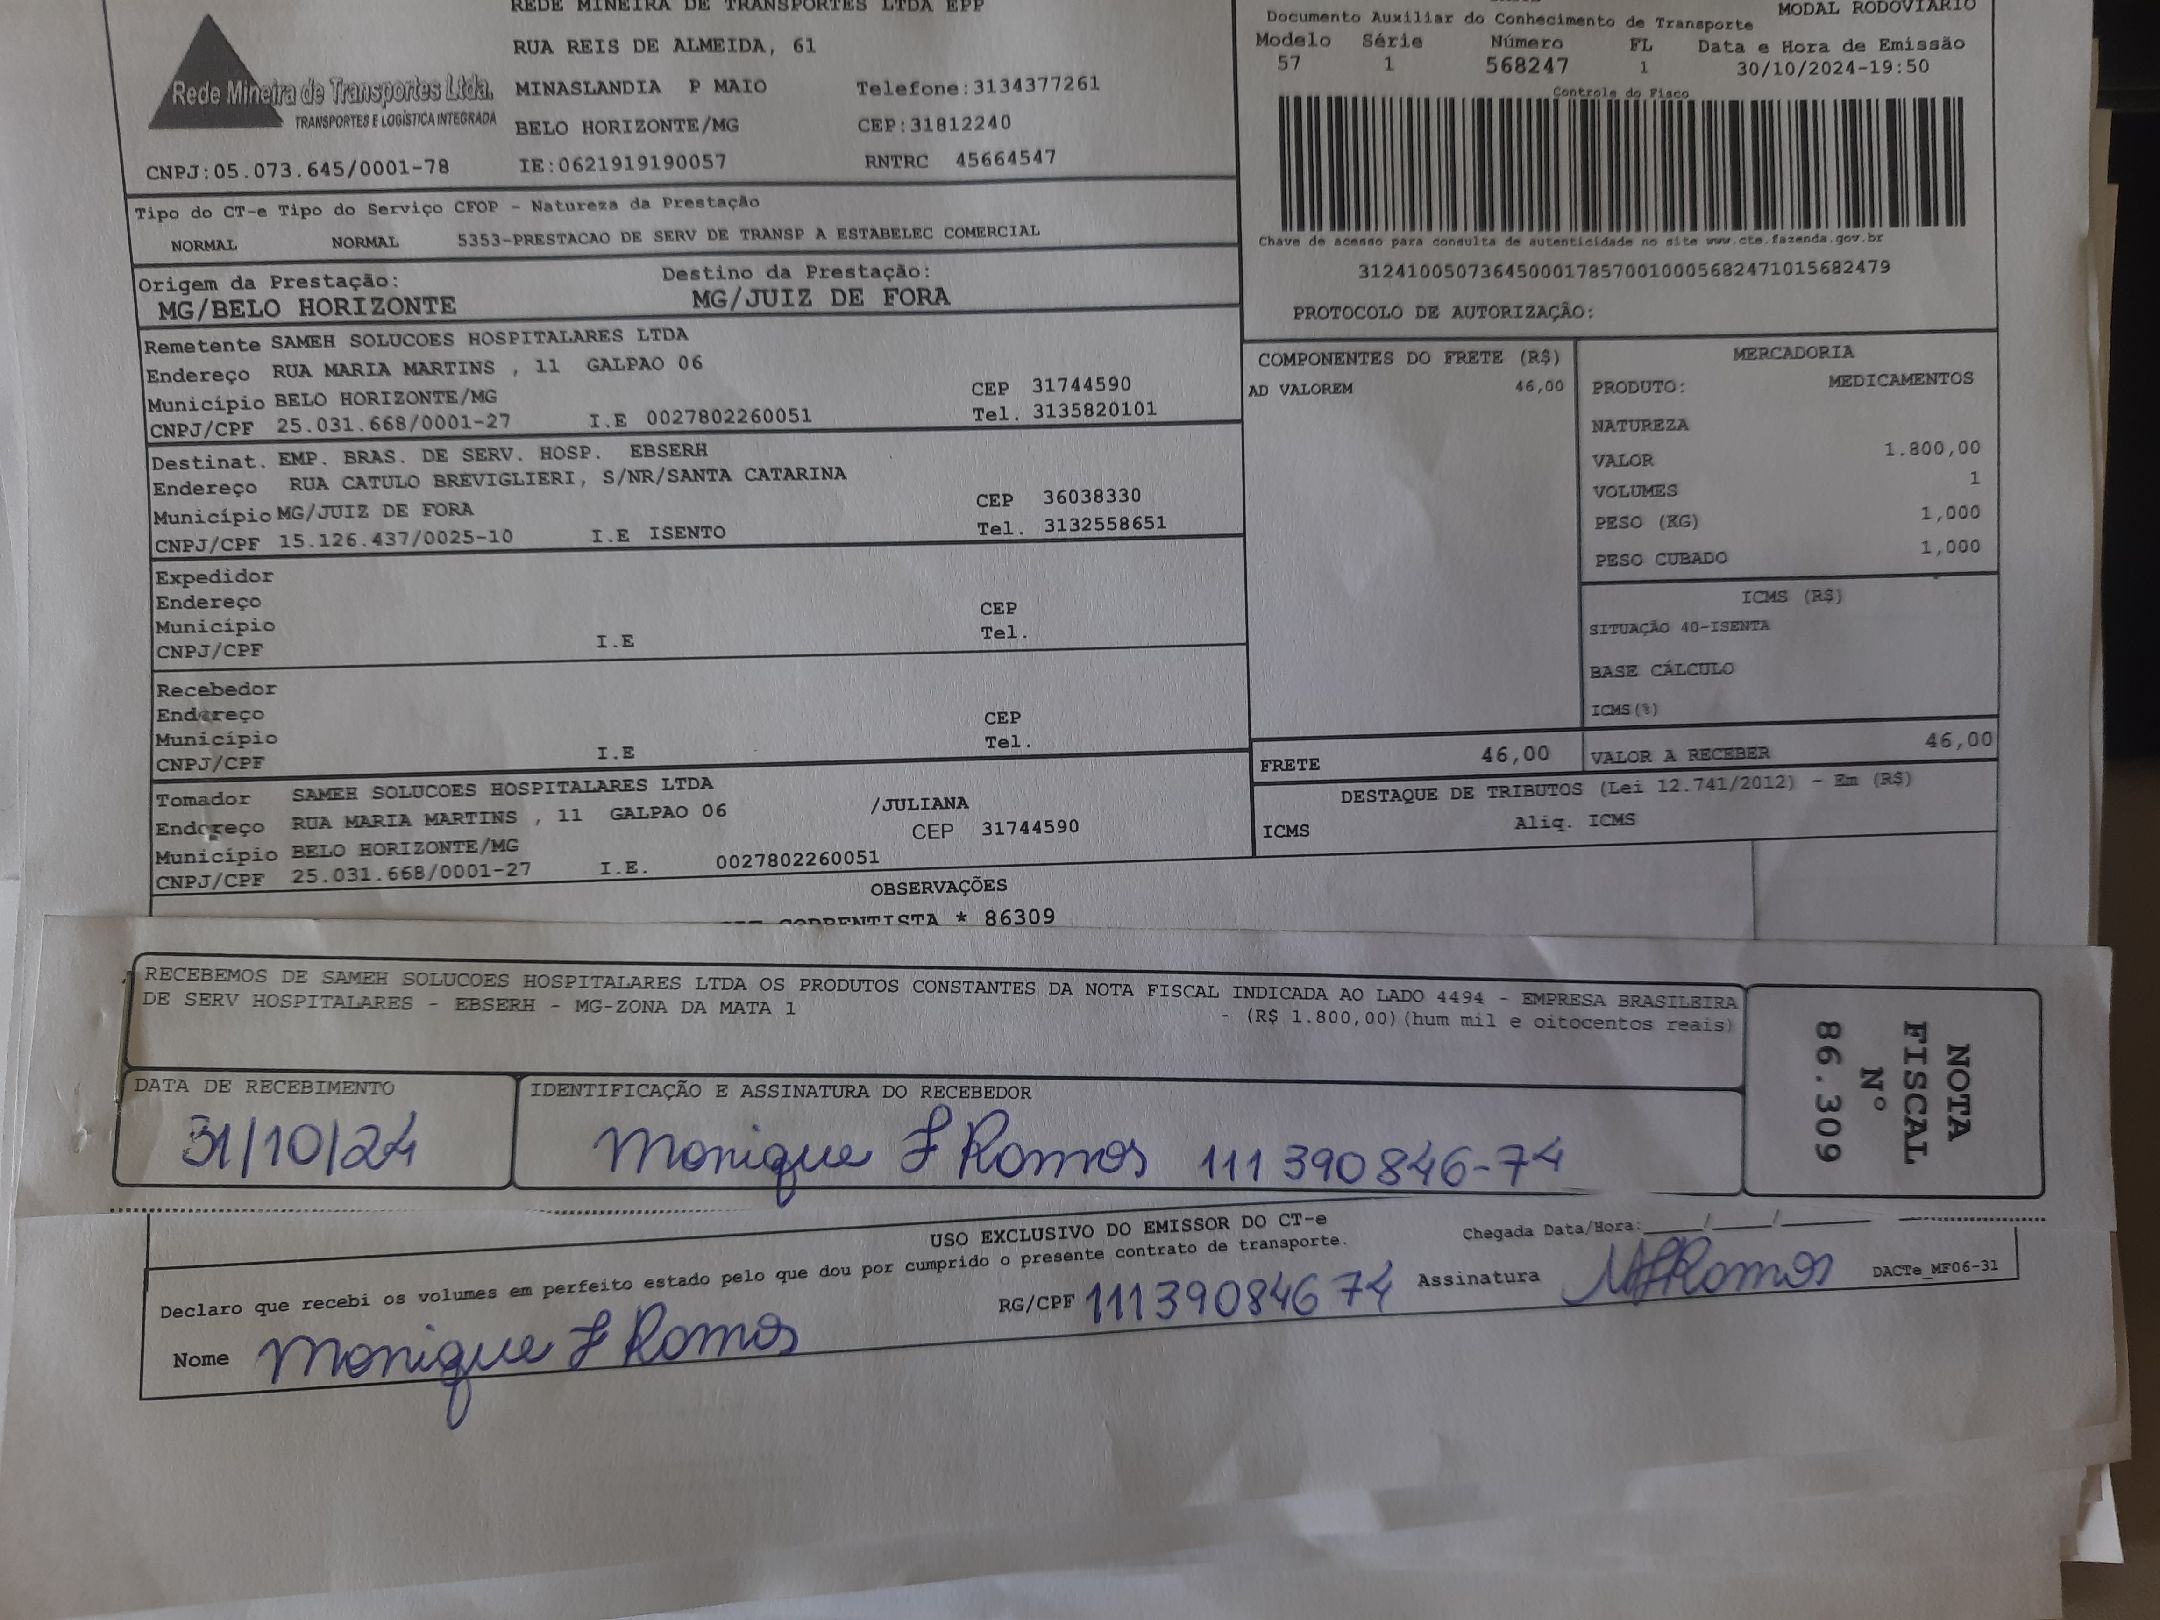 REDE MINEIRA DE TRANSPORTES LTDA EPP
RUA REIS DE ALMEIDA, 61
MINASLANDIA P MAIO Telefone:3134377261
BELO HORIZONTE/MG CEP:31812240
Rede Mineira de Transportes Ltda.
TRANSPORTES E LOGÍSTICA INTEGRADA
CNPJ:05.073.645/0001-78 IE:0621919190057 RNTRC 45664547
MODAL RODOVIÁRIO
Documento Auxiliar do Conhecimento de Transporte
Modelo Série Número FL Data e Hora de Emissão
57 1 568247 1 30/10/2024-19:50
Controle do Fisco
Chave de acesso para consulta de autenticidade no site www.cte.fazenda.gov.br
31241005073645000178570010005682471015682479
PROTOCOLO DE AUTORIZAÇÃO:
Tipo do CT-e Tipo do Serviço CFOP - Natureza da Prestação
NORMAL NORMAL 5353-PRESTACAO DE SERV DE TRANSP A ESTABELEC COMERCIAL
Origem da Prestação: Destino da Prestação:
MG/BELO HORIZONTE MG/JUIZ DE FORA
Remetente SAMEH SOLUCOES HOSPITALARES LTDA
Endereço RUA MARIA MARTINS , 11 GALPAO 06
Município BELO HORIZONTE/MG CEP 31744590
CNPJ/CPF 25.031.668/0001-27 I.E 0027802260051 Tel. 3135820101
Destinat. EMP. BRAS. DE SERV. HOSP. EBSERH
Endereço RUA CATULO BREVIGLIERI, S/NR/SANTA CATARINA
Município MG/JUIZ DE FORA CEP 36038330
CNPJ/CPF 15.126.437/0025-10 I.E ISENTO Tel. 3132558651
Expedidor
Endereço
Município CEP
CNPJ/CPF I.E Tel.
Recebedor
Endereço
Município CEP
CNPJ/CPF I.E Tel.
Tomador SAMEH SOLUCOES HOSPITALARES LTDA
Endereço RUA MARIA MARTINS , 11 GALPAO 06 /JULIANA
Município BELO HORIZONTE/MG CEP 31744590
CNPJ/CPF 25.031.668/0001-27 I.E. 0027802260051
COMPONENTES DO FRETE (R$)
AD VALOREM 46,00
MERCADORIA
PRODUTO: MEDICAMENTOS
NATUREZA
VALOR 1.800,00
VOLUMES 1
PESO (KG) 1,000
PESO CUBADO 1,000
ICMS (R$)
SITUAÇÃO 40-ISENTA
BASE CÁLCULO
ICMS(%)
FRETE 46,00 VALOR A RECEBER 46,00
DESTAQUE DE TRIBUTOS (Lei 12.741/2012) - Em (R$)
ICMS Aliq. ICMS
OBSERVAÇÕES
CORRENTISTA * 86309
RECEBEMOS DE SAMEH SOLUCOES HOSPITALARES LTDA OS PRODUTOS CONSTANTES DA NOTA FISCAL INDICADA AO LADO 4494 - EMPRESA BRASILEIRA
DE SERV HOSPITALARES - EBSERH - MG-ZONA DA MATA 1 - (R$ 1.800,00) (hum mil e oitocentos reais)
DATA DE RECEBIMENTO IDENTIFICAÇÃO E ASSINATURA DO RECEBEDOR
31/10/24 Monique F Ramos 111 390846-74
NOTA
FISCAL
Nº
86.309
USO EXCLUSIVO DO EMISSOR DO CT-e
Chegada Data/Hora:_____/_____/_______
Declaro que recebi os volumes em perfeito estado pelo que dou por cumprido o presente contrato de transporte.
Nome Monique F Ramos RG/CPF 111390846 74 Assinatura MFRamos DACTe_MF06-31